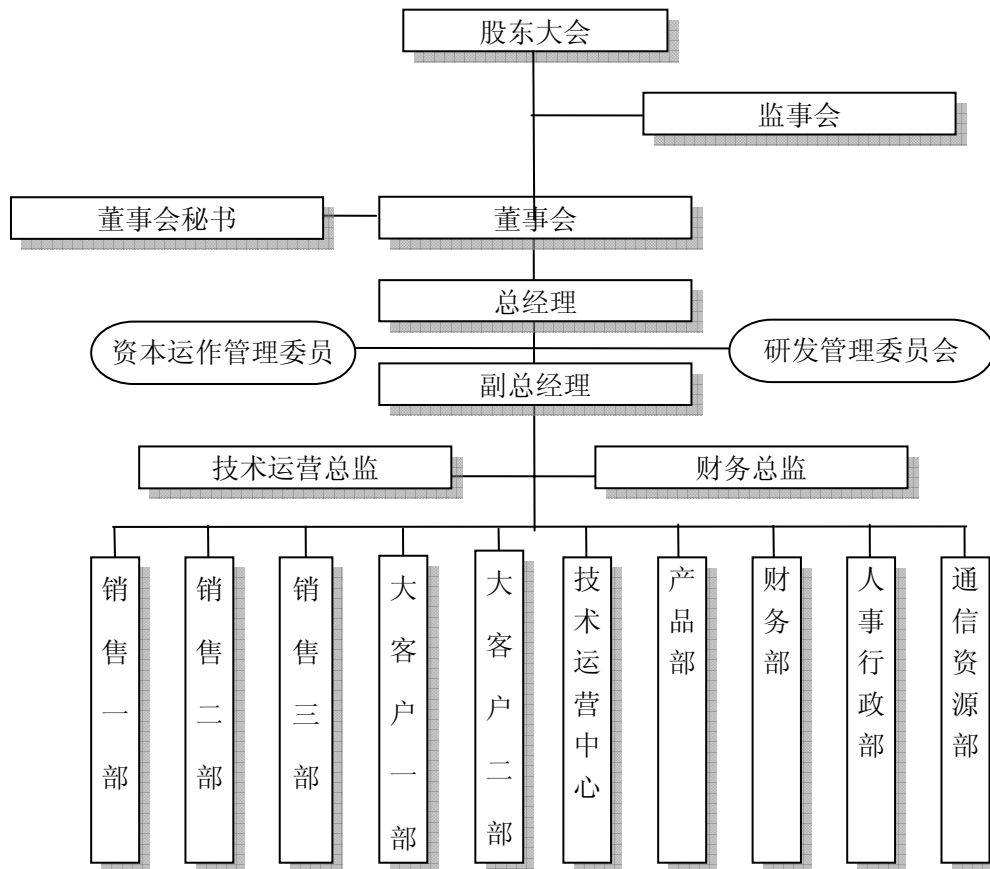 股东大会
监事会
董事会秘书
董事会
总经理
资本运作管理委员
研发管理委员会
副总经理
技术运营总监
财务总监
销售一部
销售二部
销售三部
大客户一部
大客户二部
技术运营中心
产品部
财务部
人事行政部
通信资源部